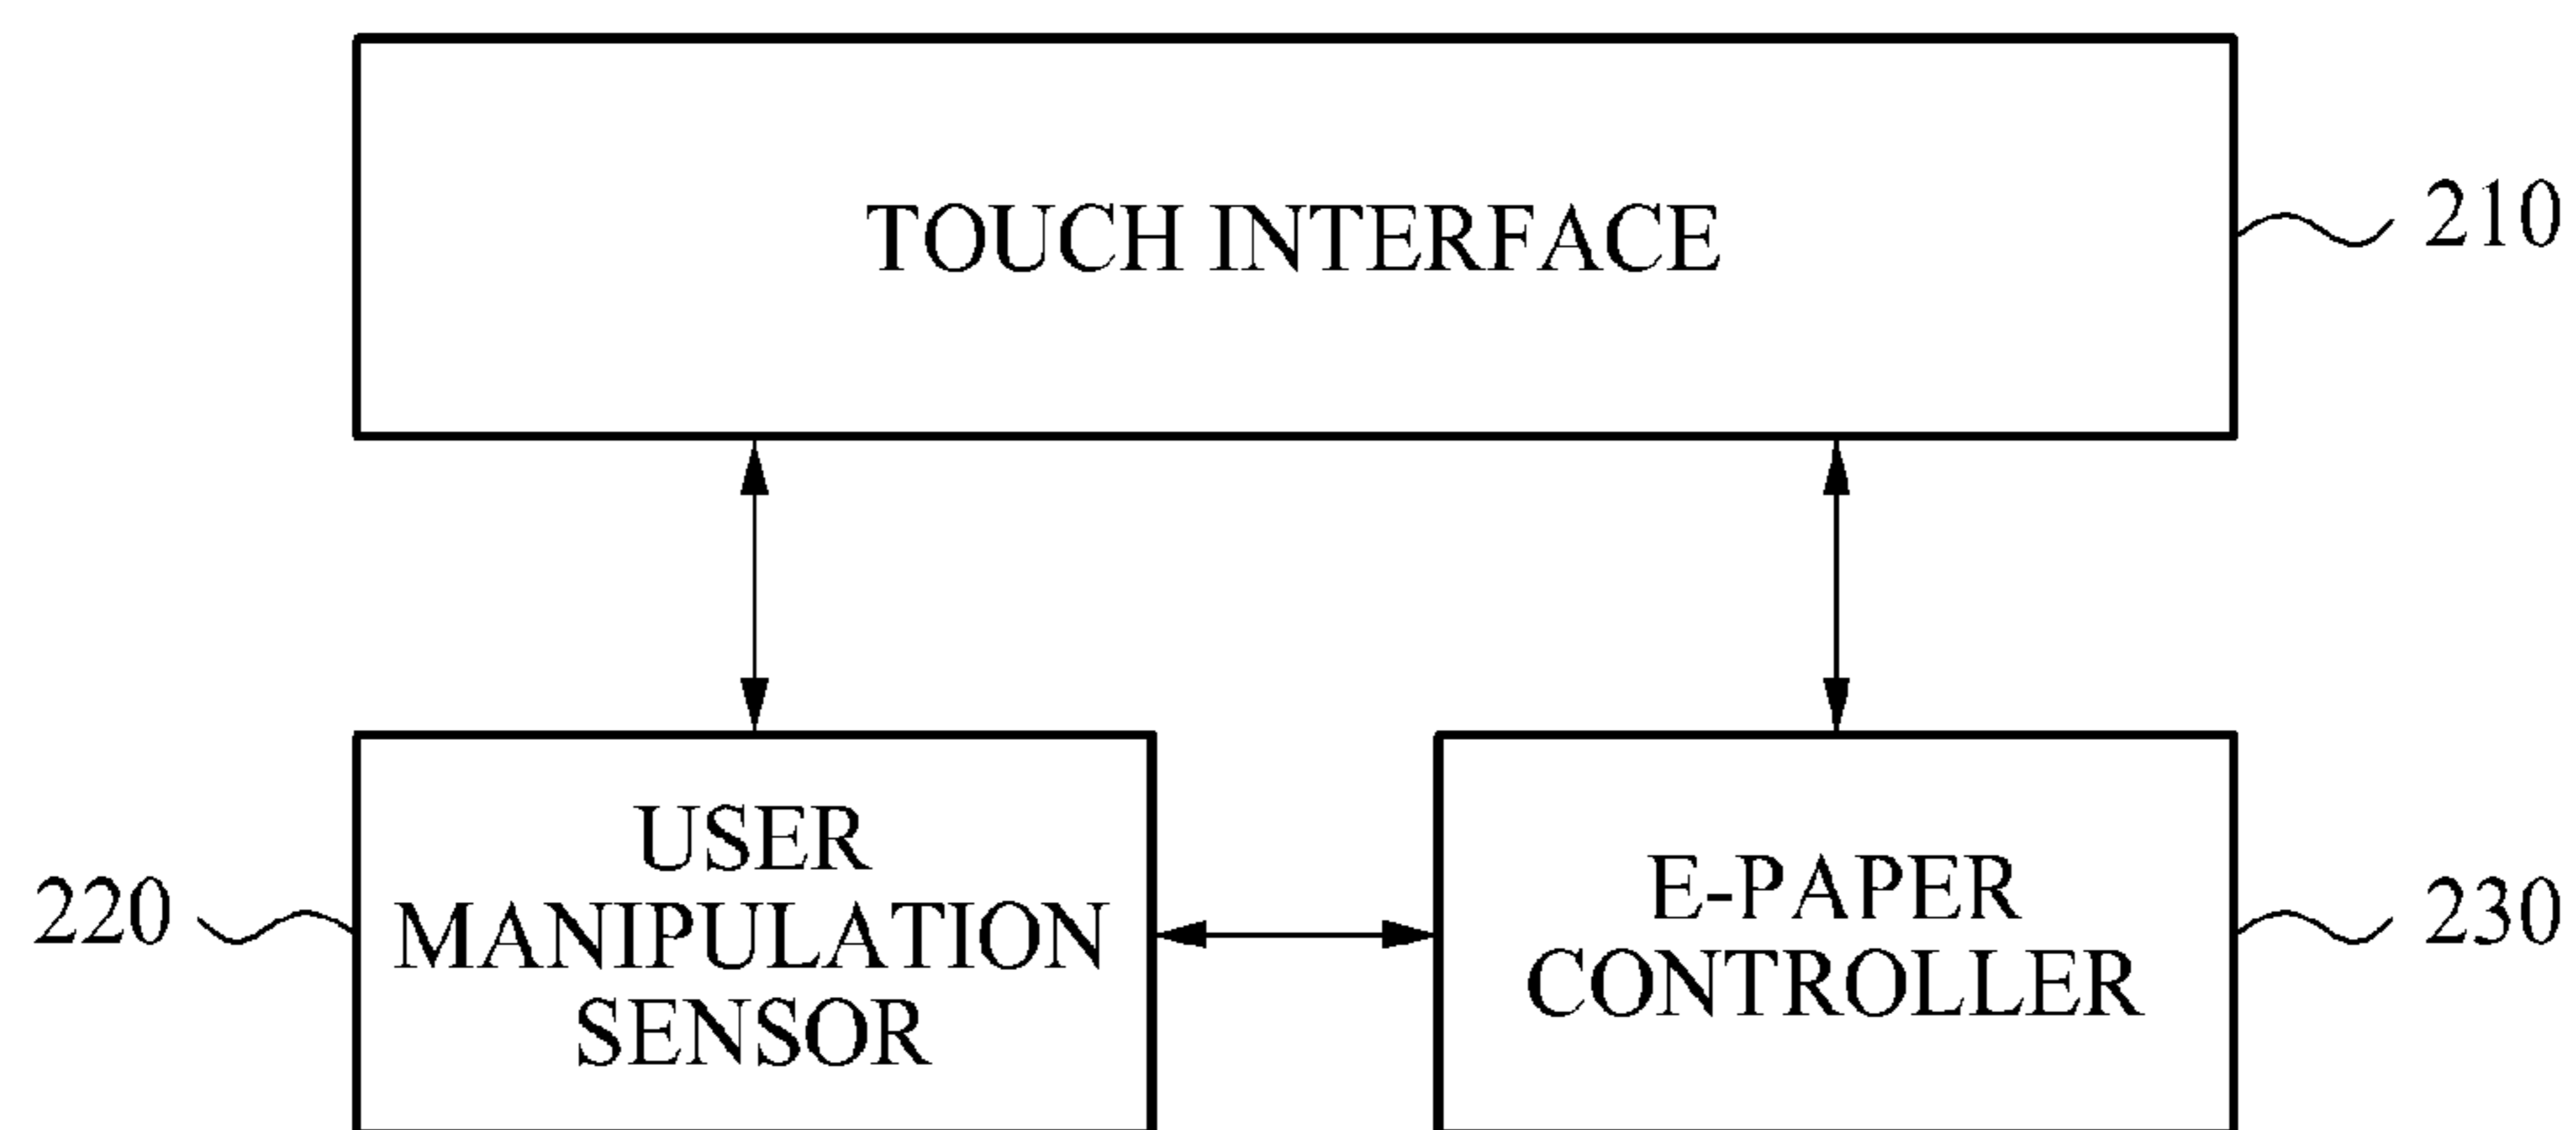 TOUCH INTERFACE
210
USER
MANIPULATION
SENSOR
220
E-PAPER
CONTROLLER
230